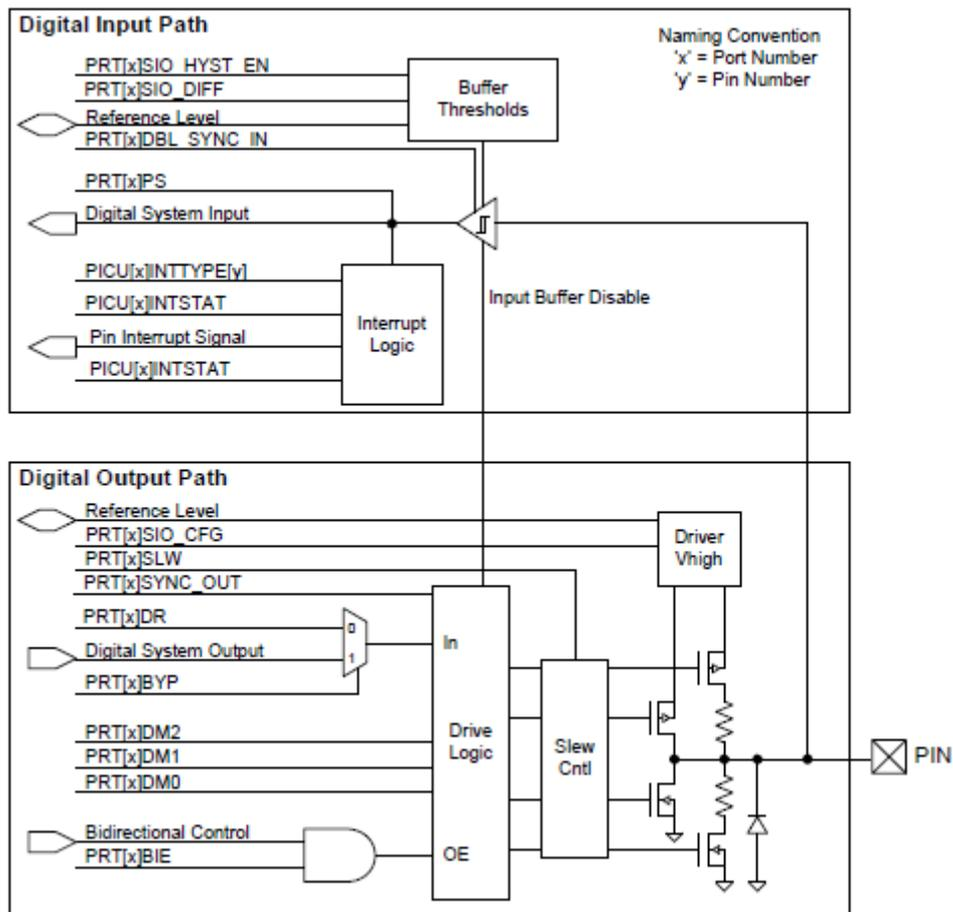 Digital Input Path
Naming Convention
'x' = Port Number
'y' = Pin Number
PRT[x]SIO_HYST_EN
PRT[x]SIO_DIFF
Reference Level
PRT[x]DBL_SYNC_IN
Buffer
Thresholds
PRT[x]PS
Digital System Input
PICU[x]INTTYPE[y]
PICU[x]INTSTAT
Pin Interrupt Signal
PICU[x]INTSTAT
Interrupt
Logic
Input Buffer Disable
Digital Output Path
Reference Level
PRT[x]SIO_CFG
PRT[x]SLW
PRT[x]SYNC_OUT
Driver
Vhigh
PRT[x]DR
0
Digital System Output
1
PRT[x]BYP
In
PRT[x]DM2
PRT[x]DM1
PRT[x]DM0
Drive
Logic
Slew
Cntl
PIN
Bidirectional Control
PRT[x]BIE
OE